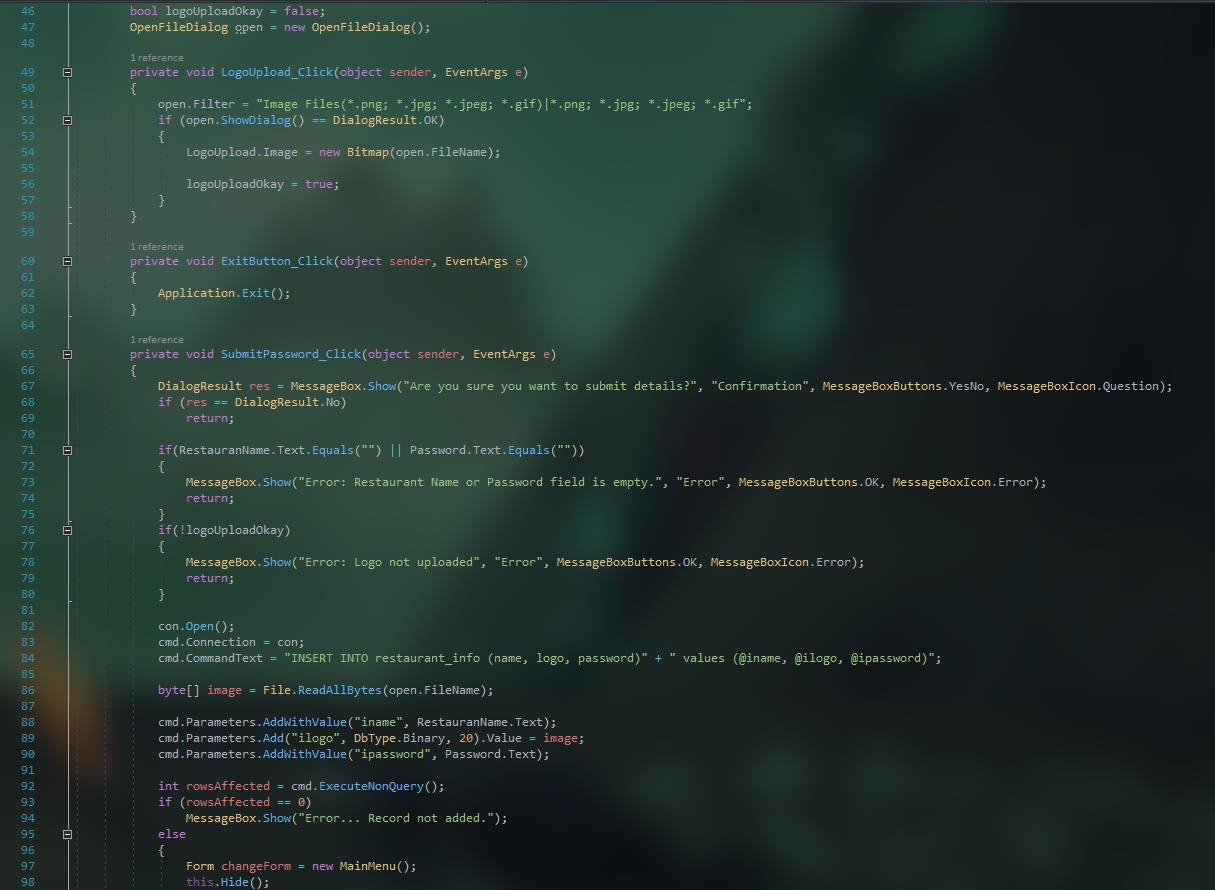 46 bool logoUploadOkay = false;
47 OpenFileDialog open = new OpenFileDialog();
48
1 reference
49 private void LogoUpload_Click(object sender, EventArgs e)
50 {
51 open.Filter = "Image Files(*.png; *.jpg; *.jpeg; *.gif)|*.png; *.jpg; *.jpeg; *.gif";
52 if (open.ShowDialog() == DialogResult.OK)
53 {
54 LogoUpload.Image = new Bitmap(open.FileName);
55
56 logoUploadOkay = true;
57 }
58 }
59
1 reference
60 private void ExitButton_Click(object sender, EventArgs e)
61 {
62 Application.Exit();
63 }
64
1 reference
65 private void SubmitPassword_Click(object sender, EventArgs e)
66 {
67 DialogResult res = MessageBox.Show("Are you sure you want to submit details?", "Confirmation", MessageBoxButtons.YesNo, MessageBoxIcon.Question);
68 if (res == DialogResult.No)
69 return;
70
71 if(RestauranName.Text.Equals("") || Password.Text.Equals(""))
72 {
73 MessageBox.Show("Error: Restaurant Name or Password field is empty.", "Error", MessageBoxButtons.OK, MessageBoxIcon.Error);
74 return;
75 }
76 if(!logoUploadOkay)
77 {
78 MessageBox.Show("Error: Logo not uploaded", "Error", MessageBoxButtons.OK, MessageBoxIcon.Error);
79 return;
80 }
81
82 con.Open();
83 cmd.Connection = con;
84 cmd.CommandText = "INSERT INTO restaurant_info (name, logo, password)" + " values (@iname, @ilogo, @ipassword)";
85
86 byte[] image = File.ReadAllBytes(open.FileName);
87
88 cmd.Parameters.AddWithValue("iname", RestauranName.Text);
89 cmd.Parameters.Add("ilogo", DbType.Binary, 20).Value = image;
90 cmd.Parameters.AddWithValue("ipassword", Password.Text);
91
92 int rowsAffected = cmd.ExecuteNonQuery();
93 if (rowsAffected == 0)
94 MessageBox.Show("Error... Record not added.");
95 else
96 {
97 Form changeForm = new MainMenu();
98 this.Hide();